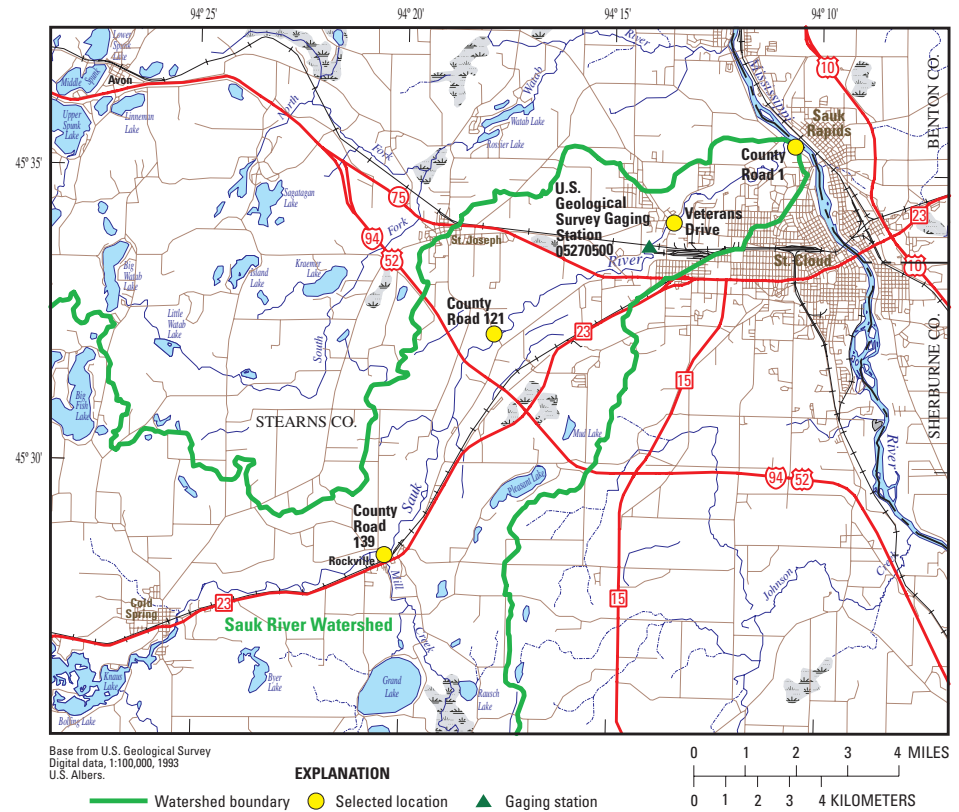 94° 25'
94° 20'
94° 15'
94° 10'
Lower
Spunk
Lake
Middle
Spunk
Avon
Upper
Spunk
Lake
Linneman
Lake
North
Fork
Watab
River
Watab Lake
Rossier Lake
Mississippi
10
Sauk
Rapids
BENTON CO.
45° 35'
County
Road 1
U.S.
Geological
Survey Gaging
Station
05270500
Veterans
Drive
75
Sagatagan
Lake
Fork
St. Joseph
94
52
23
River
St. Cloud
10
Big
Watab
Lake
Island
Lake
Kraemer
Lake
County
Road 121
Little
Watab
Lake
South
23
15
SHERBURNE CO.
Big
Fish
Lake
STEARNS CO.
Mud Lake
River
45° 30'
Pleasant Lake
94
52
Sauk
County
Road
139
Rockville
Mill
Creek
Johnson
Creek
Cold
Spring
23
15
Sauk River Watershed
Knaus
Lake
Boiling Lake
Byer
Lake
Grand
Lake
Rausch
Lake
Base from U.S. Geological Survey
Digital data, 1:100,000, 1993
U.S. Albers.
EXPLANATION
Watershed boundary
Selected location
Gaging station
0 1 2 3 4 MILES
0 1 2 3 4 KILOMETERS